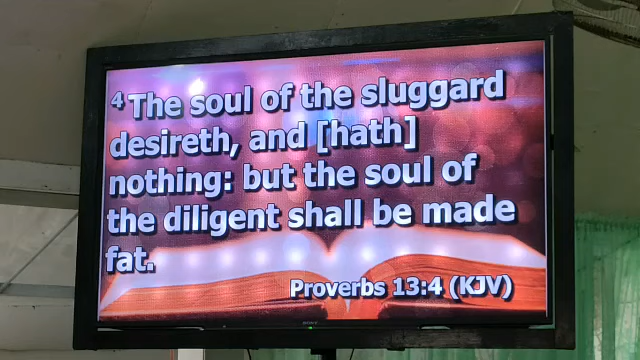 4 The soul of the sluggard
desireth, and [hath]
nothing: but the soul of
the diligent shall be made
fat.
Proverbs 13:4 (KJV)
SONY